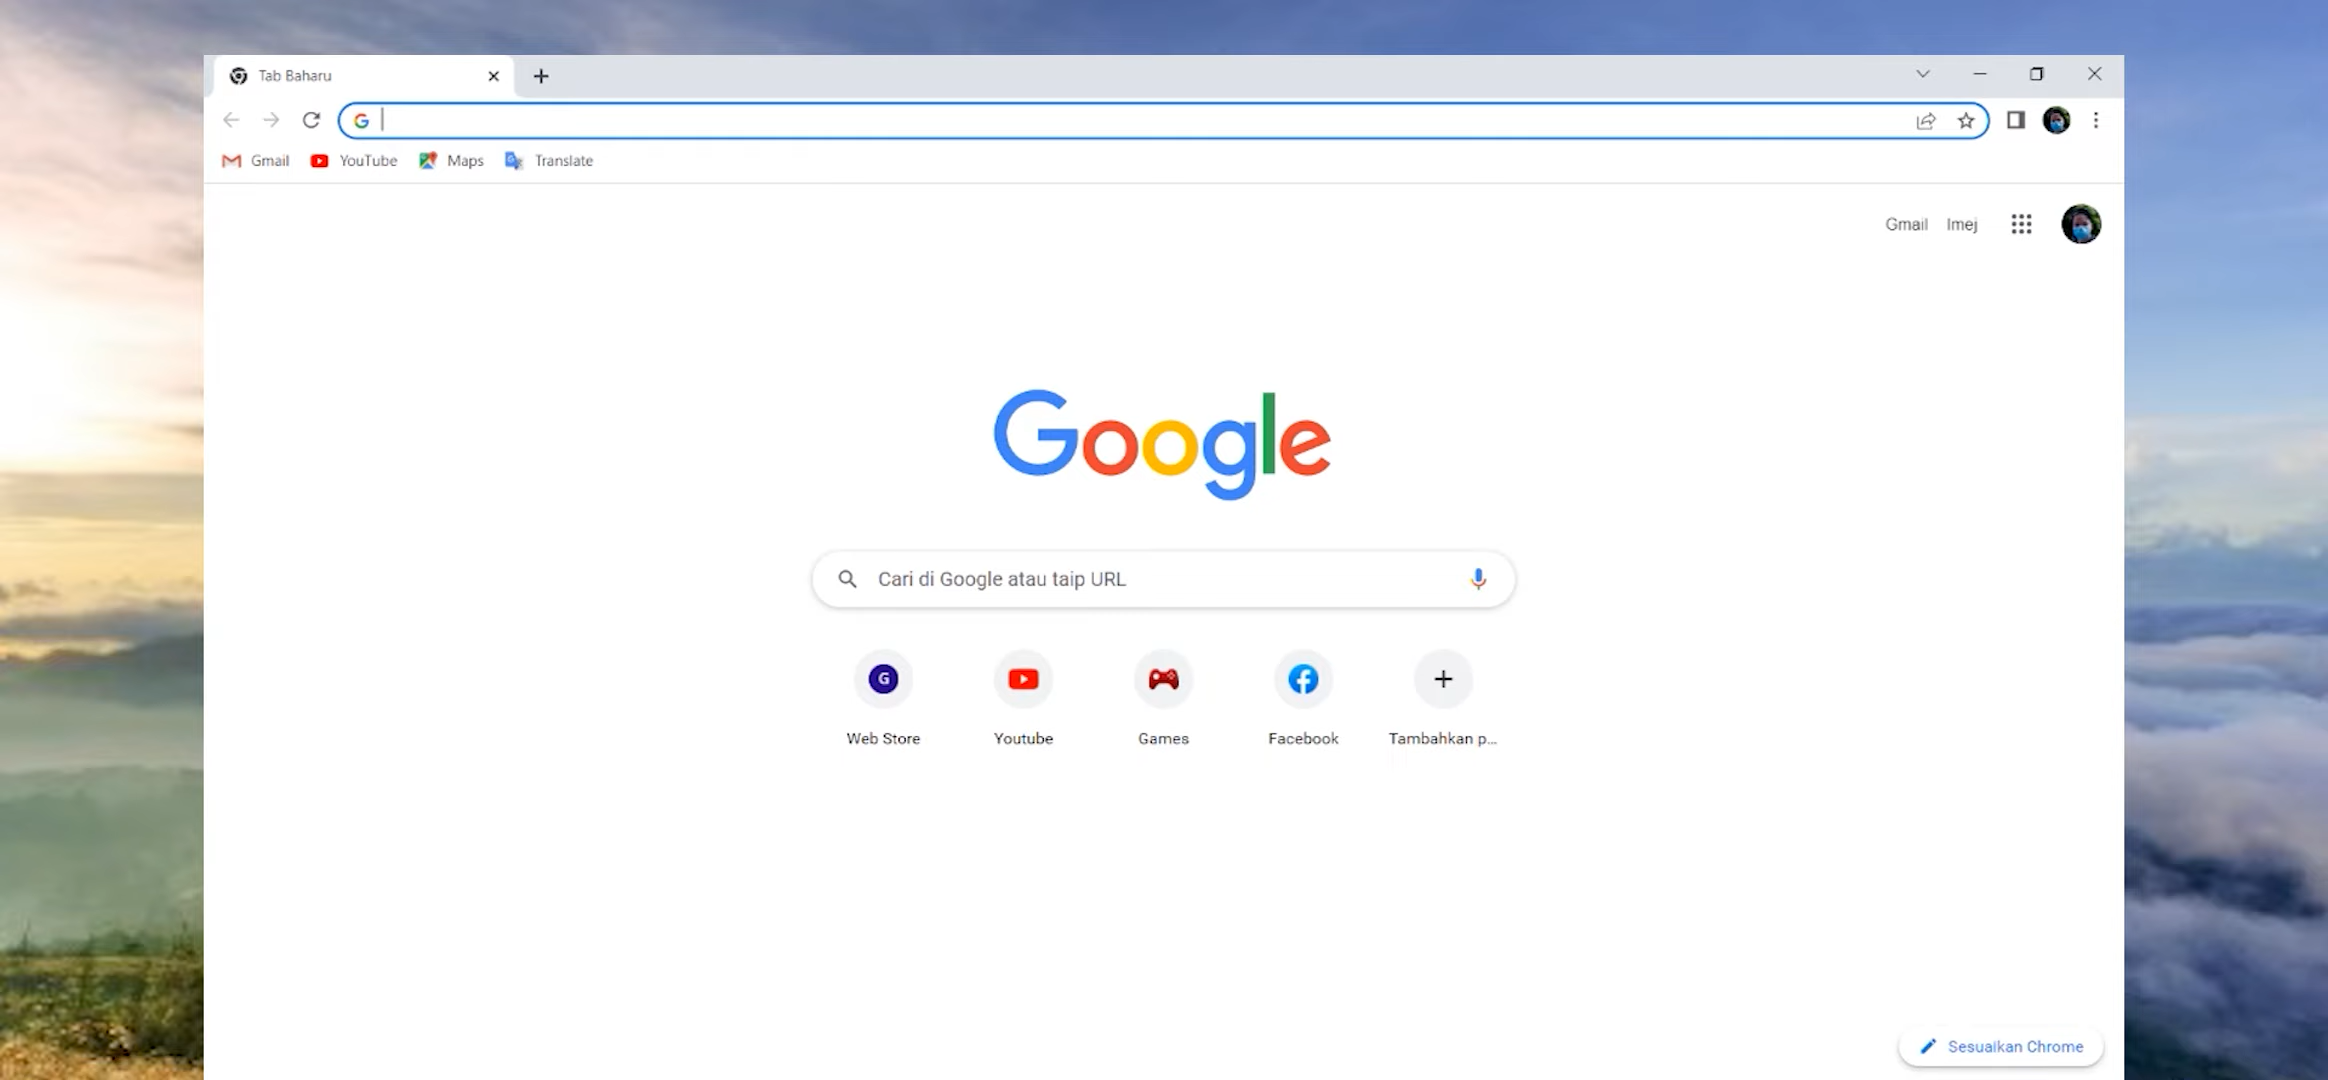 Tab Baharu
Gmail YouTube Maps Translate
Gmail Imej
Google
Cari di Google atau taip URL
G
Web Store Youtube Games Facebook Tambahkan p...
Sesuaikan Chrome